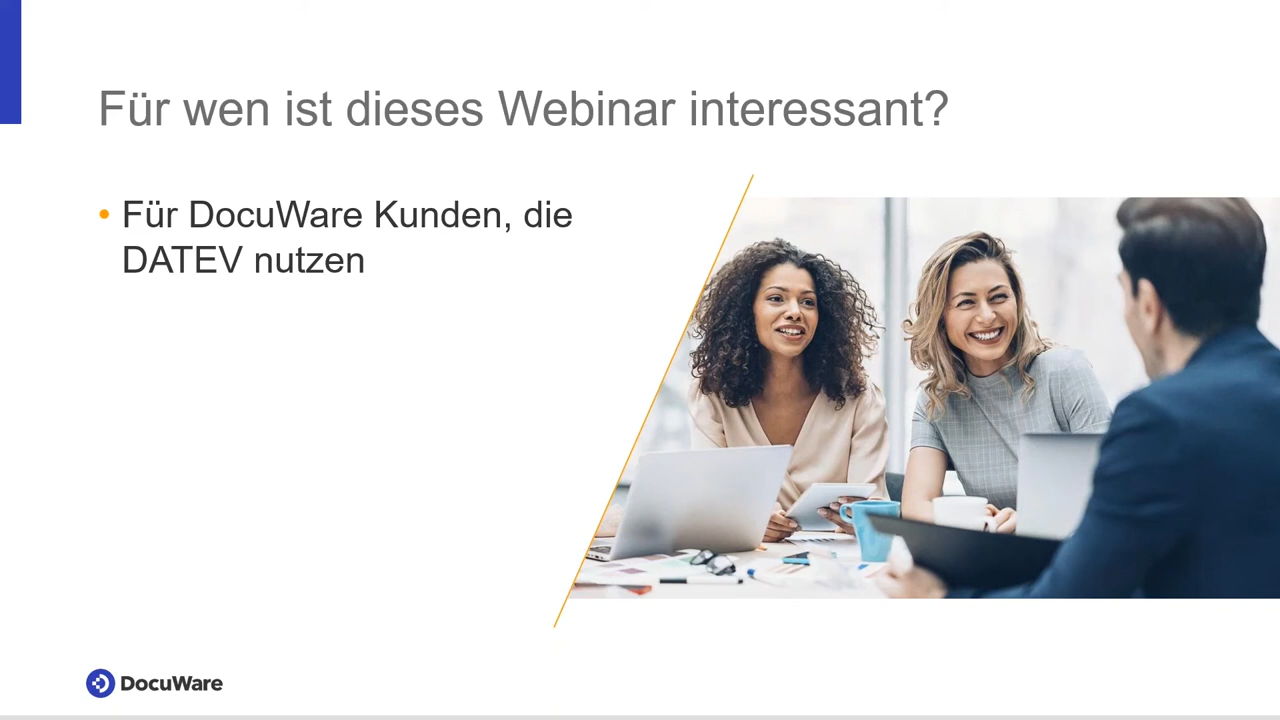 Für wen ist dieses Webinar interessant?
• Für DocuWare Kunden, die
DATEV nutzen
DocuWare